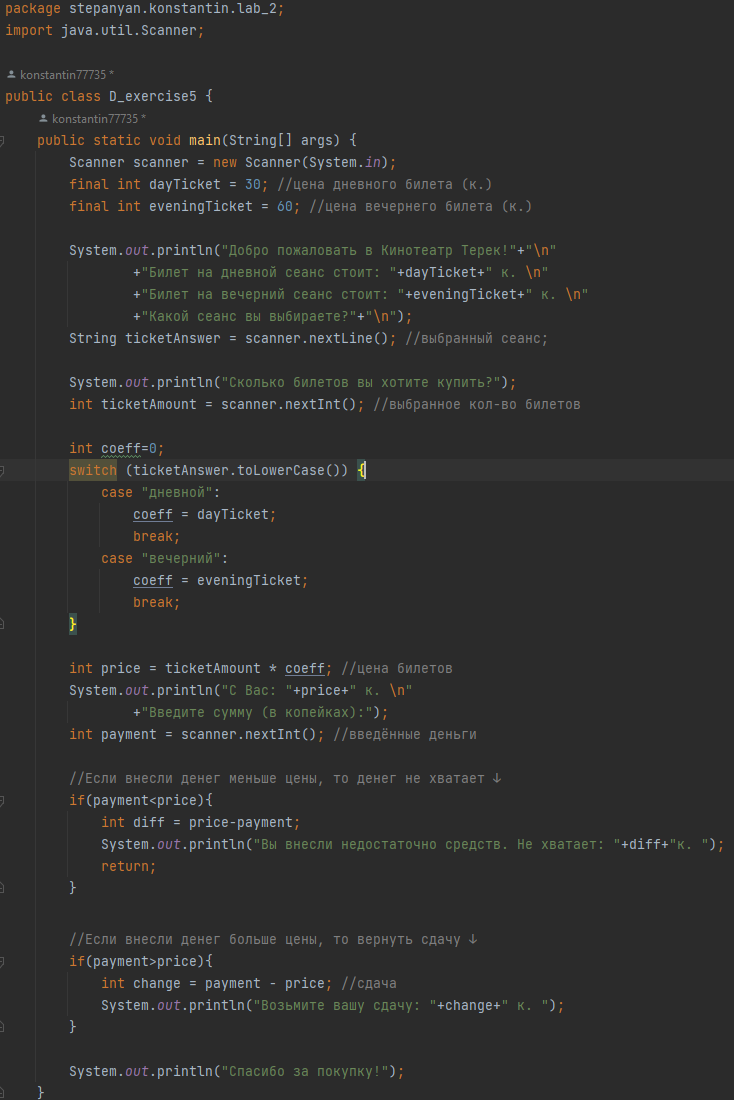 package stepanyan.konstantin.lab_2;
import java.util.Scanner;
konstantin77735 *
public class D_exercise5 {
konstantin77735 *
public static void main(String[] args) {
Scanner scanner = new Scanner(System.in);
final int dayTicket = 30; //цена дневного билета (к.)
final int eveningTicket = 60; //цена вечернего билета (к.)
System.out.println("Добро пожаловать в Кинотеатр Терек!"+"\n"
+"Билет на дневной сеанс стоит: "+dayTicket+" к. \n"
+"Билет на вечерний сеанс стоит: "+eveningTicket+" к. \n"
+"Какой сеанс вы выбираете?"+"\n");
String ticketAnswer = scanner.nextLine(); //выбранный сеанс;
System.out.println("Сколько билетов вы хотите купить?");
int ticketAmount = scanner.nextInt(); //выбранное кол-во билетов
int coeff=0;
switch (ticketAnswer.toLowerCase()) {
case "дневной":
coeff = dayTicket;
break;
case "вечерний":
coeff = eveningTicket;
break;
}
int price = ticketAmount * coeff; //цена билетов
System.out.println("С Вас: "+price+" к. \n"
+"Введите сумму (в копейках):");
int payment = scanner.nextInt(); //введённые деньги
//Если внесли денег меньше цены, то денег не хватает ↓
if(payment<price){
int diff = price-payment;
System.out.println("Вы внесли недостаточно средств. Не хватает: "+diff+"к. ");
return;
}
//Если внесли денег больше цены, то вернуть сдачу ↓
if(payment>price){
int change = payment - price; //сдача
System.out.println("Возьмите вашу сдачу: "+change+" к. ");
}
System.out.println("Спасибо за покупку!");
}